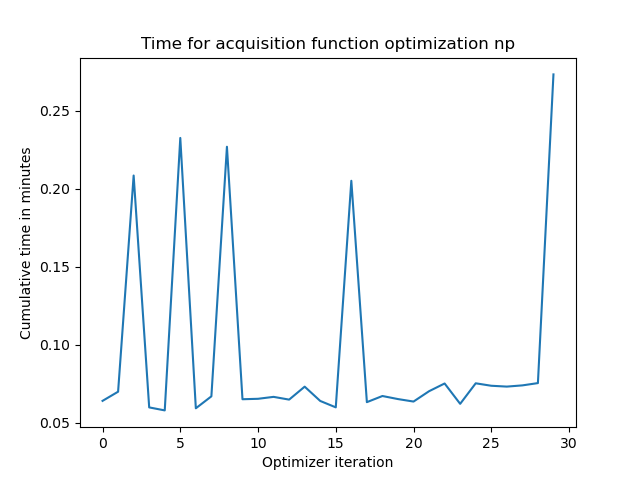 Time for acquisition function optimization np
Cumulative time in minutes
0.25
0.20
0.15
0.10
0.05
0 5 10 15 20 25 30
Optimizer iteration